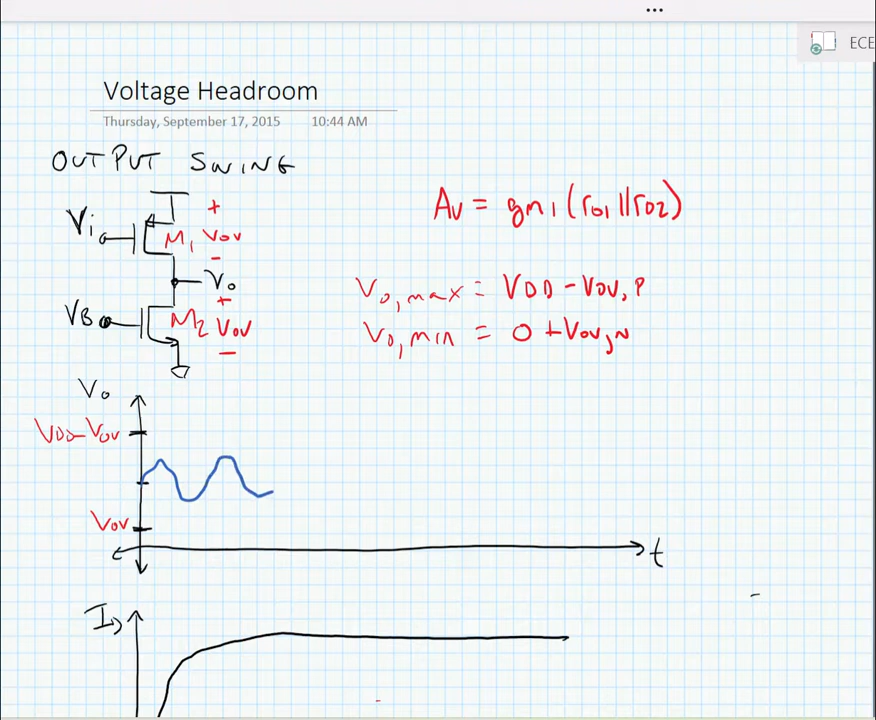 ECE
Voltage Headroom
Thursday, September 17, 2015 10:44 AM
OUTPUT SWING
Vi
+
M1 Vov
-
Vo
VB
+
M2 Vov
-
Av = gm1 (ro1 || ro2)
Vo,max = VDD - Vov,P
Vo,min = 0 + Vov,N
Vo
VDD-Vov
Vov
t
ID